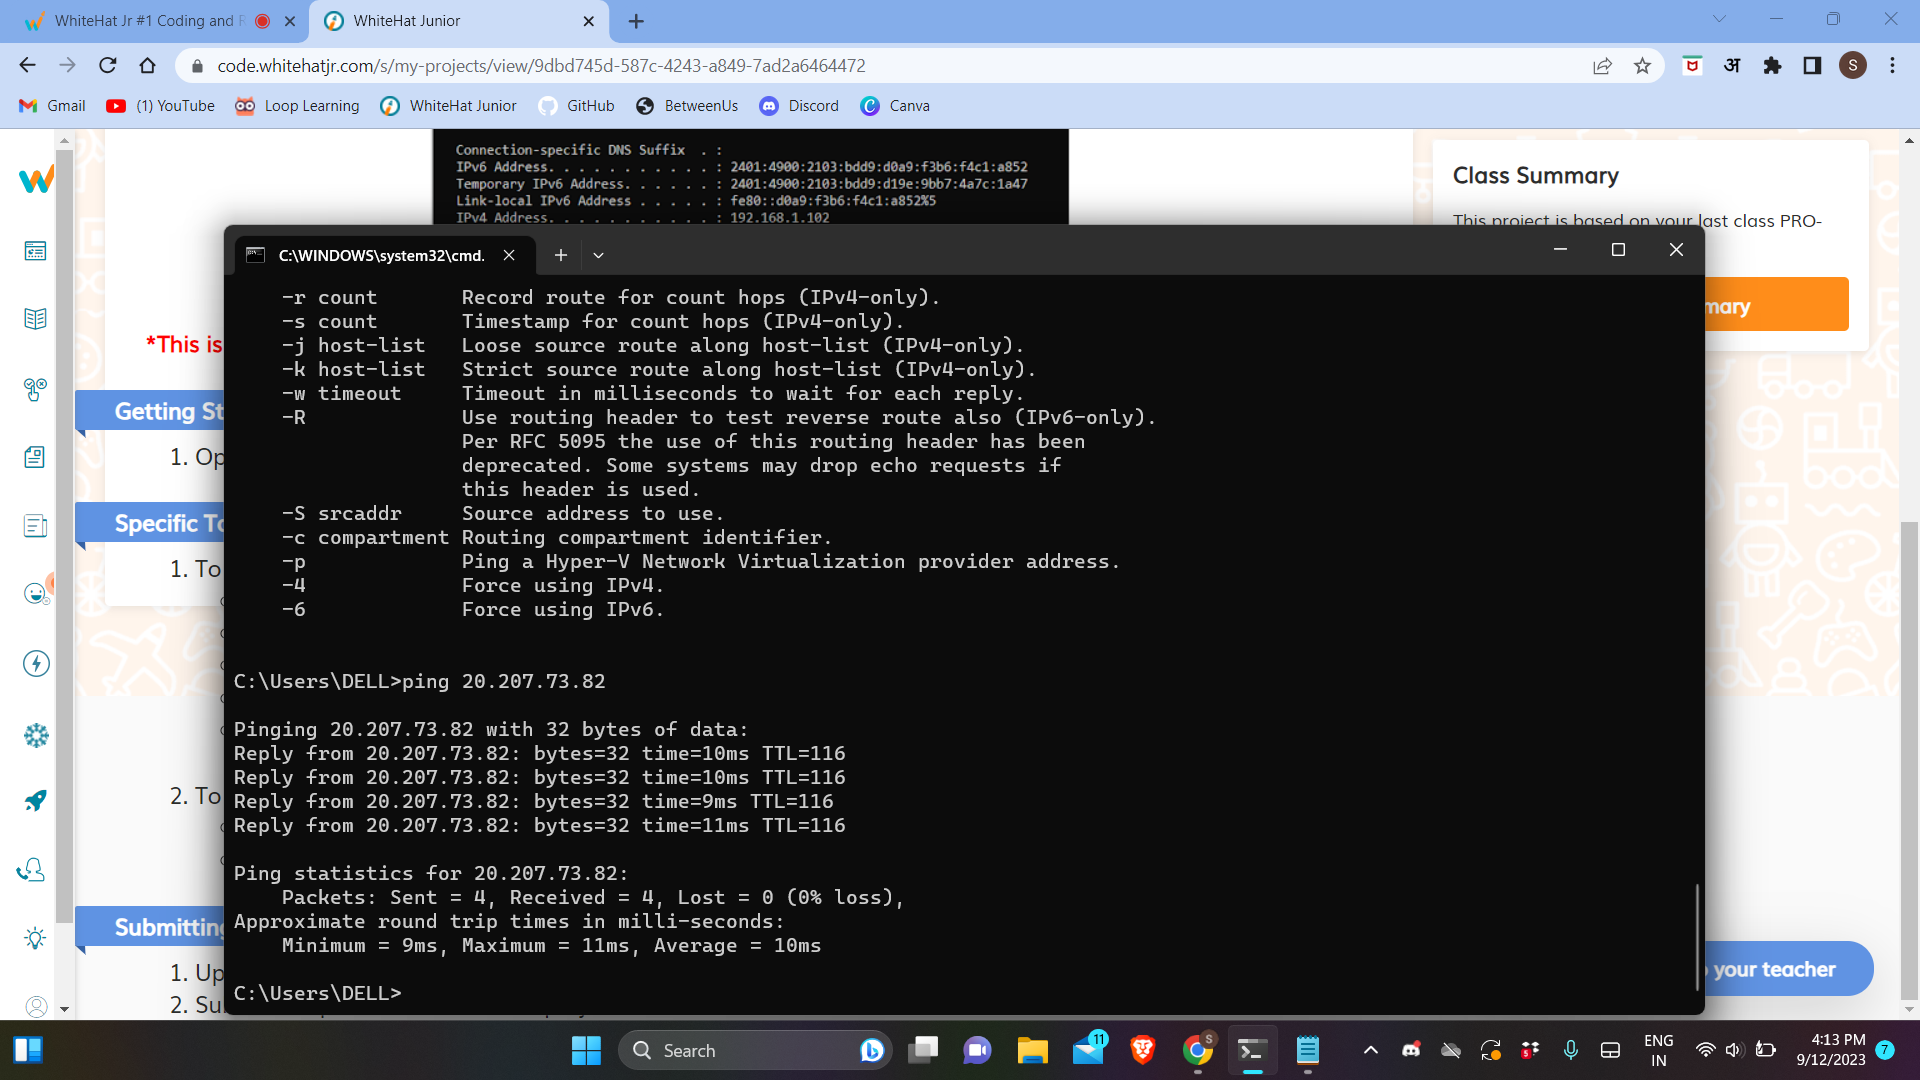 WhiteHat Jr #1 Coding and R
WhiteHat Junior
code.whitehatjr.com/s/my-projects/view/9dbd745d-587c-4243-a849-7ad2a6464472
अ
S
Gmail
(1) YouTube
Loop Learning
WhiteHat Junior
GitHub
BetweenUs
Discord
Canva
Connection-specific DNS Suffix . :
IPv6 Address. . . . . . . . . . . : 2401:4900:2103:bdd9:d0a9:f3b6:f4c1:a852
Temporary IPv6 Address. . . . . . : 2401:4900:2103:bdd9:d19e:9bb7:4a7c:1a47
Link-local IPv6 Address . . . . . : fe80::d0a9:f3b6:f4c1:a852%5
IPv4 Address. . . . . . . . . . . : 192.168.1.102
Class Summary
This project is based on your last class PRO-
mary
*This is
Getting St
1. Op
Specific To
1. To
2. To
Submitting
1. Up
2. Su
your teacher
C:\WINDOWS\system32\cmd.
-r count Record route for count hops (IPv4-only).
-s count Timestamp for count hops (IPv4-only).
-j host-list Loose source route along host-list (IPv4-only).
-k host-list Strict source route along host-list (IPv4-only).
-w timeout Timeout in milliseconds to wait for each reply.
-R Use routing header to test reverse route also (IPv6-only).
Per RFC 5095 the use of this routing header has been
deprecated. Some systems may drop echo requests if
this header is used.
-S srcaddr Source address to use.
-c compartment Routing compartment identifier.
-p Ping a Hyper-V Network Virtualization provider address.
-4 Force using IPv4.
-6 Force using IPv6.
C:\Users\DELL>ping 20.207.73.82
Pinging 20.207.73.82 with 32 bytes of data:
Reply from 20.207.73.82: bytes=32 time=10ms TTL=116
Reply from 20.207.73.82: bytes=32 time=10ms TTL=116
Reply from 20.207.73.82: bytes=32 time=9ms TTL=116
Reply from 20.207.73.82: bytes=32 time=11ms TTL=116
Ping statistics for 20.207.73.82:
Packets: Sent = 4, Received = 4, Lost = 0 (0% loss),
Approximate round trip times in milli-seconds:
Minimum = 9ms, Maximum = 11ms, Average = 10ms
C:\Users\DELL>
Search
11
S
5
ENG
IN
4:13 PM
9/12/2023
7